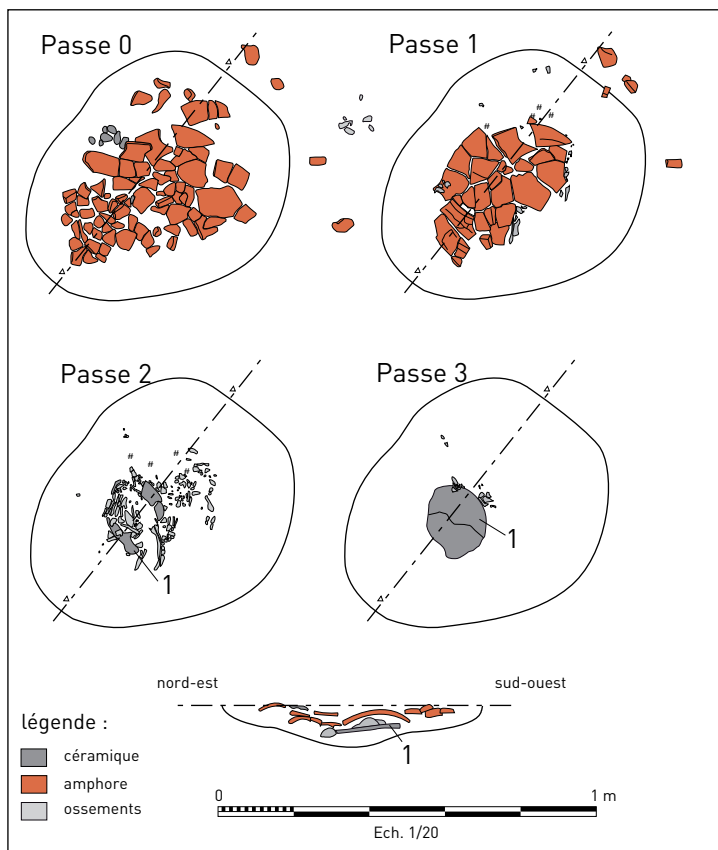 Passe 0
Passe 1
#
#
#
#
Passe 2
Passe 3
#
#
#
#
1
1
nord-est
sud-ouest
légende :
céramique
1
amphore
ossements
0
1 m
Ech. 1/20